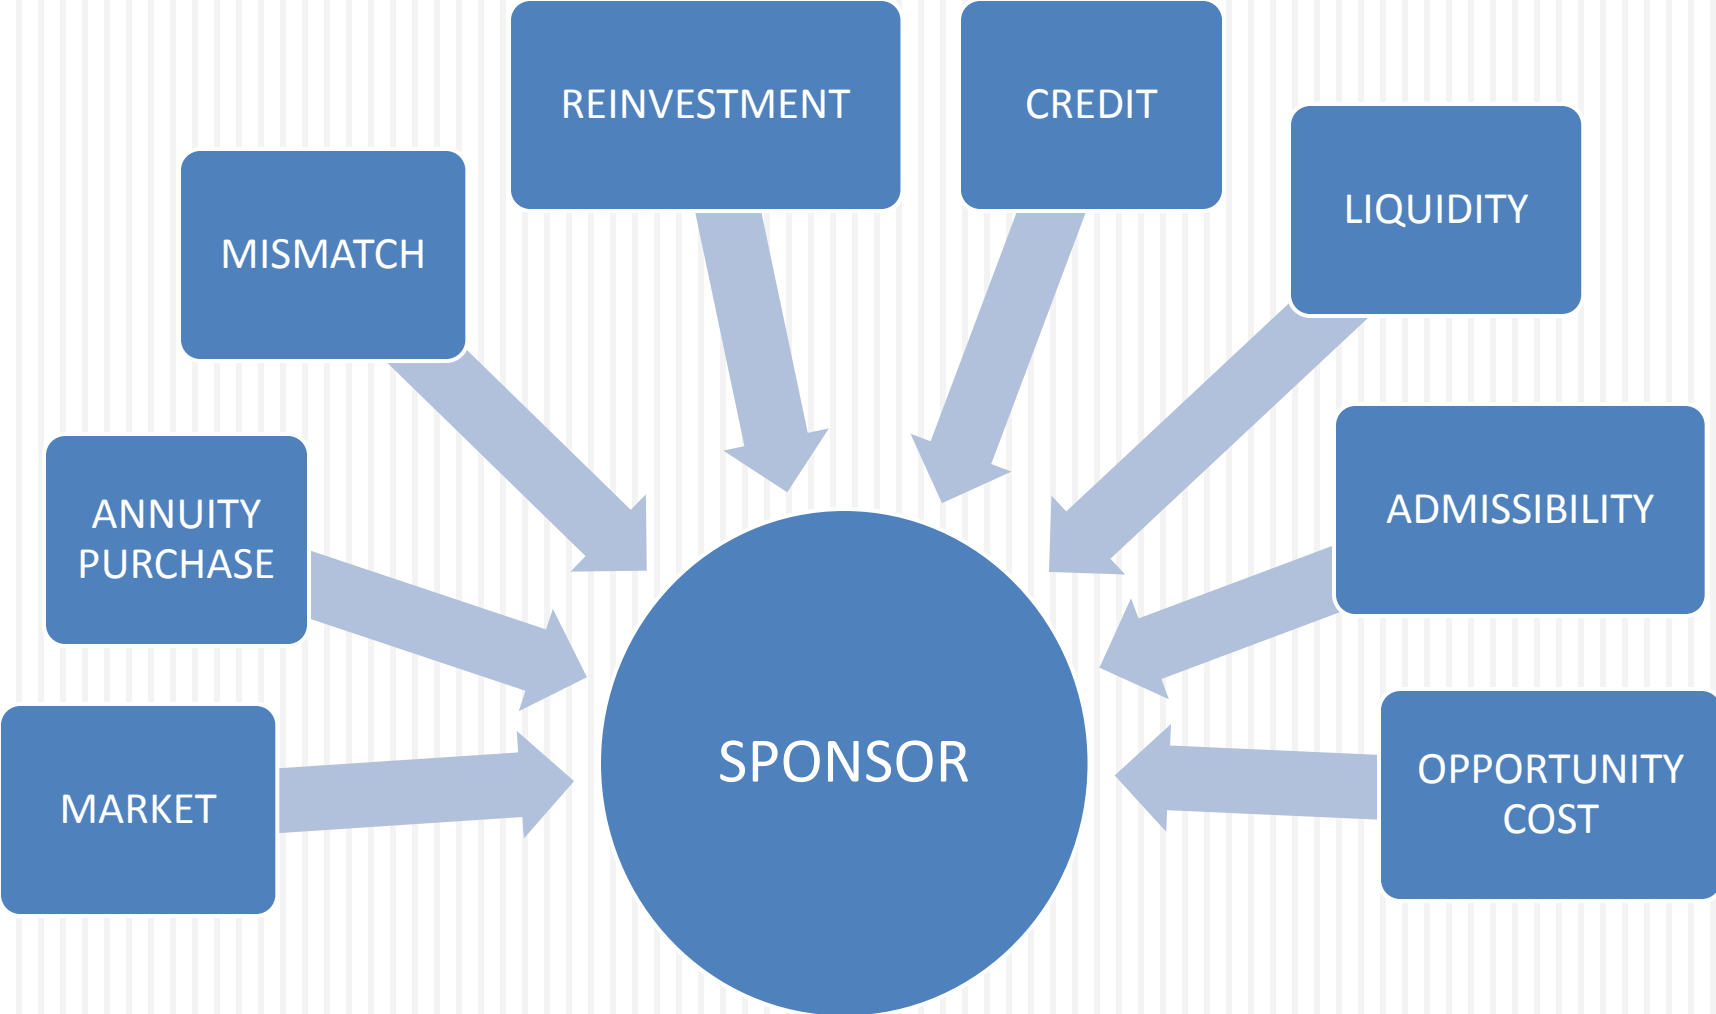 REINVESTMENT
CREDIT
LIQUIDITY
MISMATCH
ADMISSIBILITY
ANNUITY
PURCHASE
SPONSOR
OPPORTUNITY
COST
MARKET